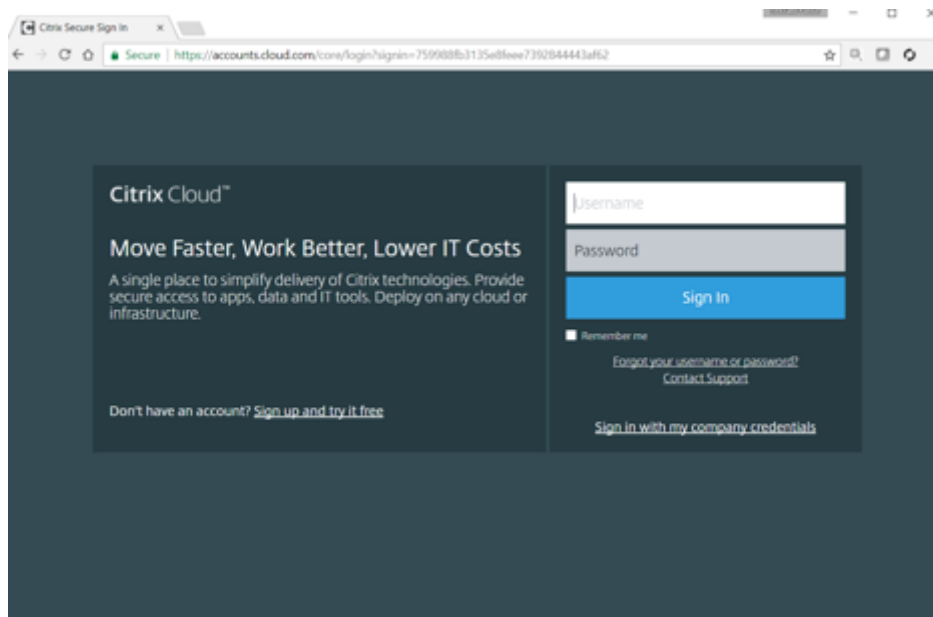 Citrix Secure Sign In
Secure | https://accounts.cloud.com/core/login?signin=759988fb3135e8feee7392844443af62
Citrix Cloud™
Move Faster, Work Better, Lower IT Costs
A single place to simplify delivery of Citrix technologies. Provide
secure access to apps, data and IT tools. Deploy on any cloud or
infrastructure.
Don't have an account? Sign up and try it free
Username
Password
Sign In
Remember me
Forgot your username or password?
Contact Support
Sign in with my company credentials